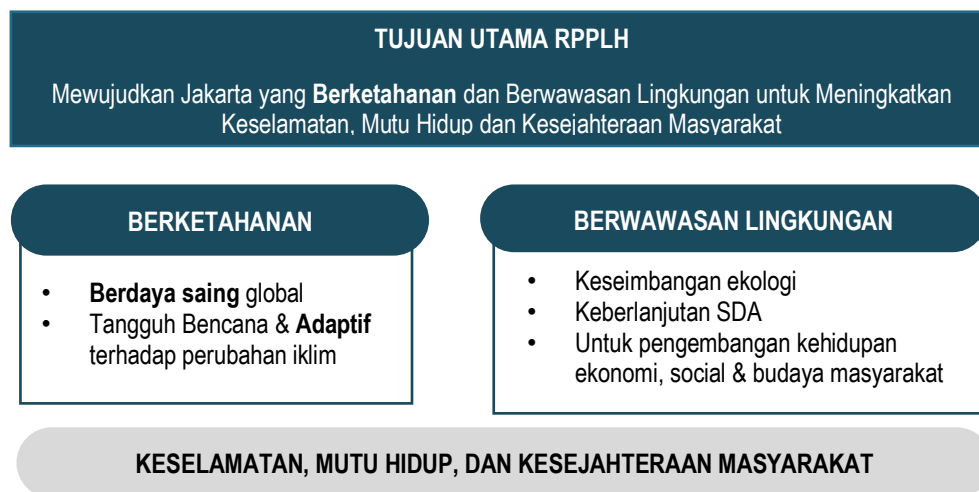 TUJUAN UTAMA RPPLH
Mewujudkan Jakarta yang Berketahanan dan Berwawasan Lingkungan untuk Meningkatkan
Keselamatan, Mutu Hidup dan Kesejahteraan Masyarakat
BERKETAHANAN
• Berdaya saing global
• Tangguh Bencana & Adaptif
terhadap perubahan iklim
BERWAWASAN LINGKUNGAN
• Keseimbangan ekologi
• Keberlanjutan SDA
• Untuk pengembangan kehidupan
ekonomi, social & budaya masyarakat
KESELAMATAN, MUTU HIDUP, DAN KESEJAHTERAAN MASYARAKAT